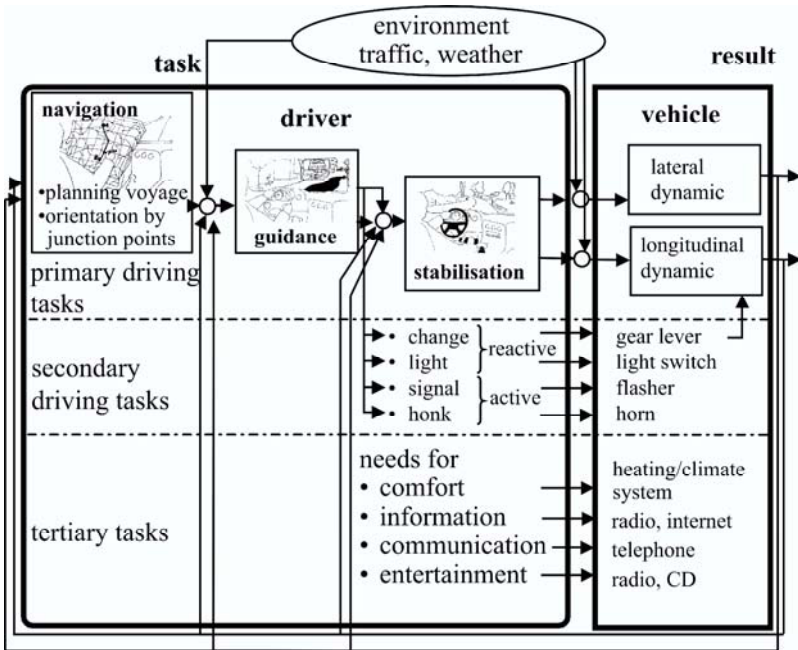 environment
traffic, weather
task
result
navigation
•planning voyage
•orientation by
junction points
driver
guidance
stabilisation
vehicle
lateral
dynamic
longitudinal
dynamic
primary driving
tasks
secondary
driving tasks
• change
• light
reactive
• signal
• honk
active
gear lever
light switch
flasher
horn
tertiary tasks
needs for
• comfort
• information
• communication
• entertainment
heating/climate
system
radio, internet
telephone
radio, CD